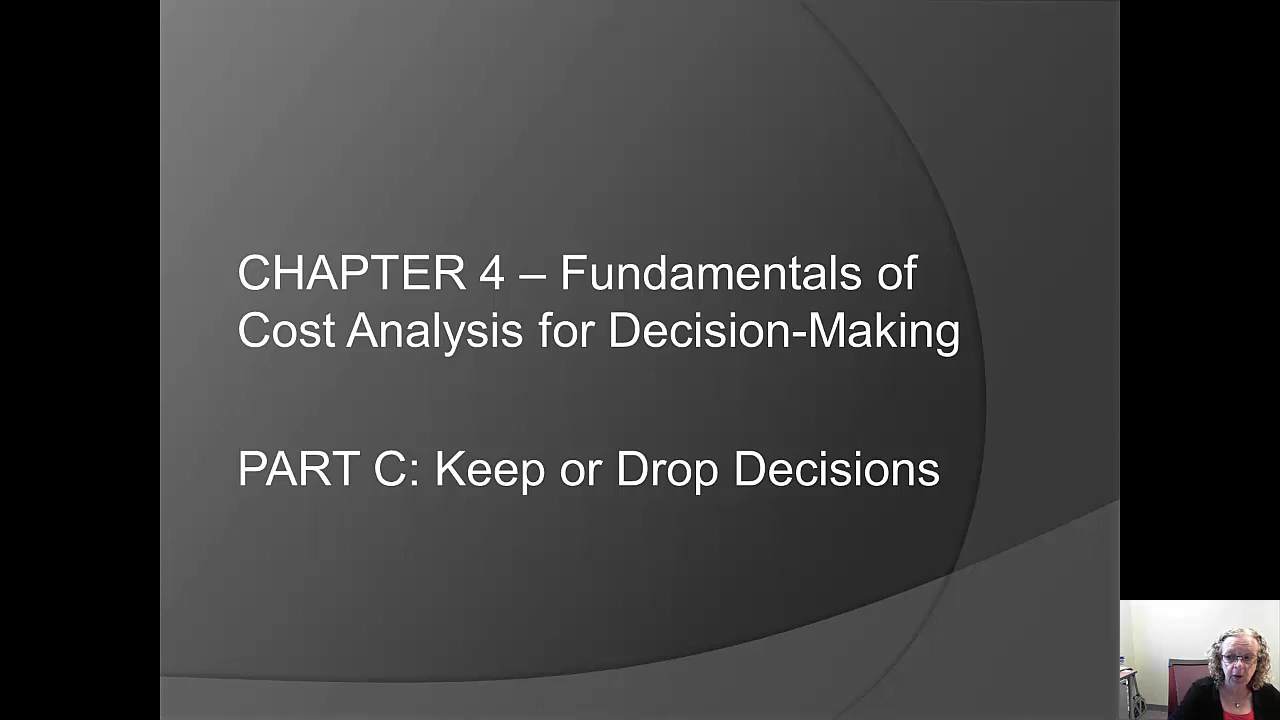 CHAPTER 4 – Fundamentals of
Cost Analysis for Decision-Making
PART C: Keep or Drop Decisions